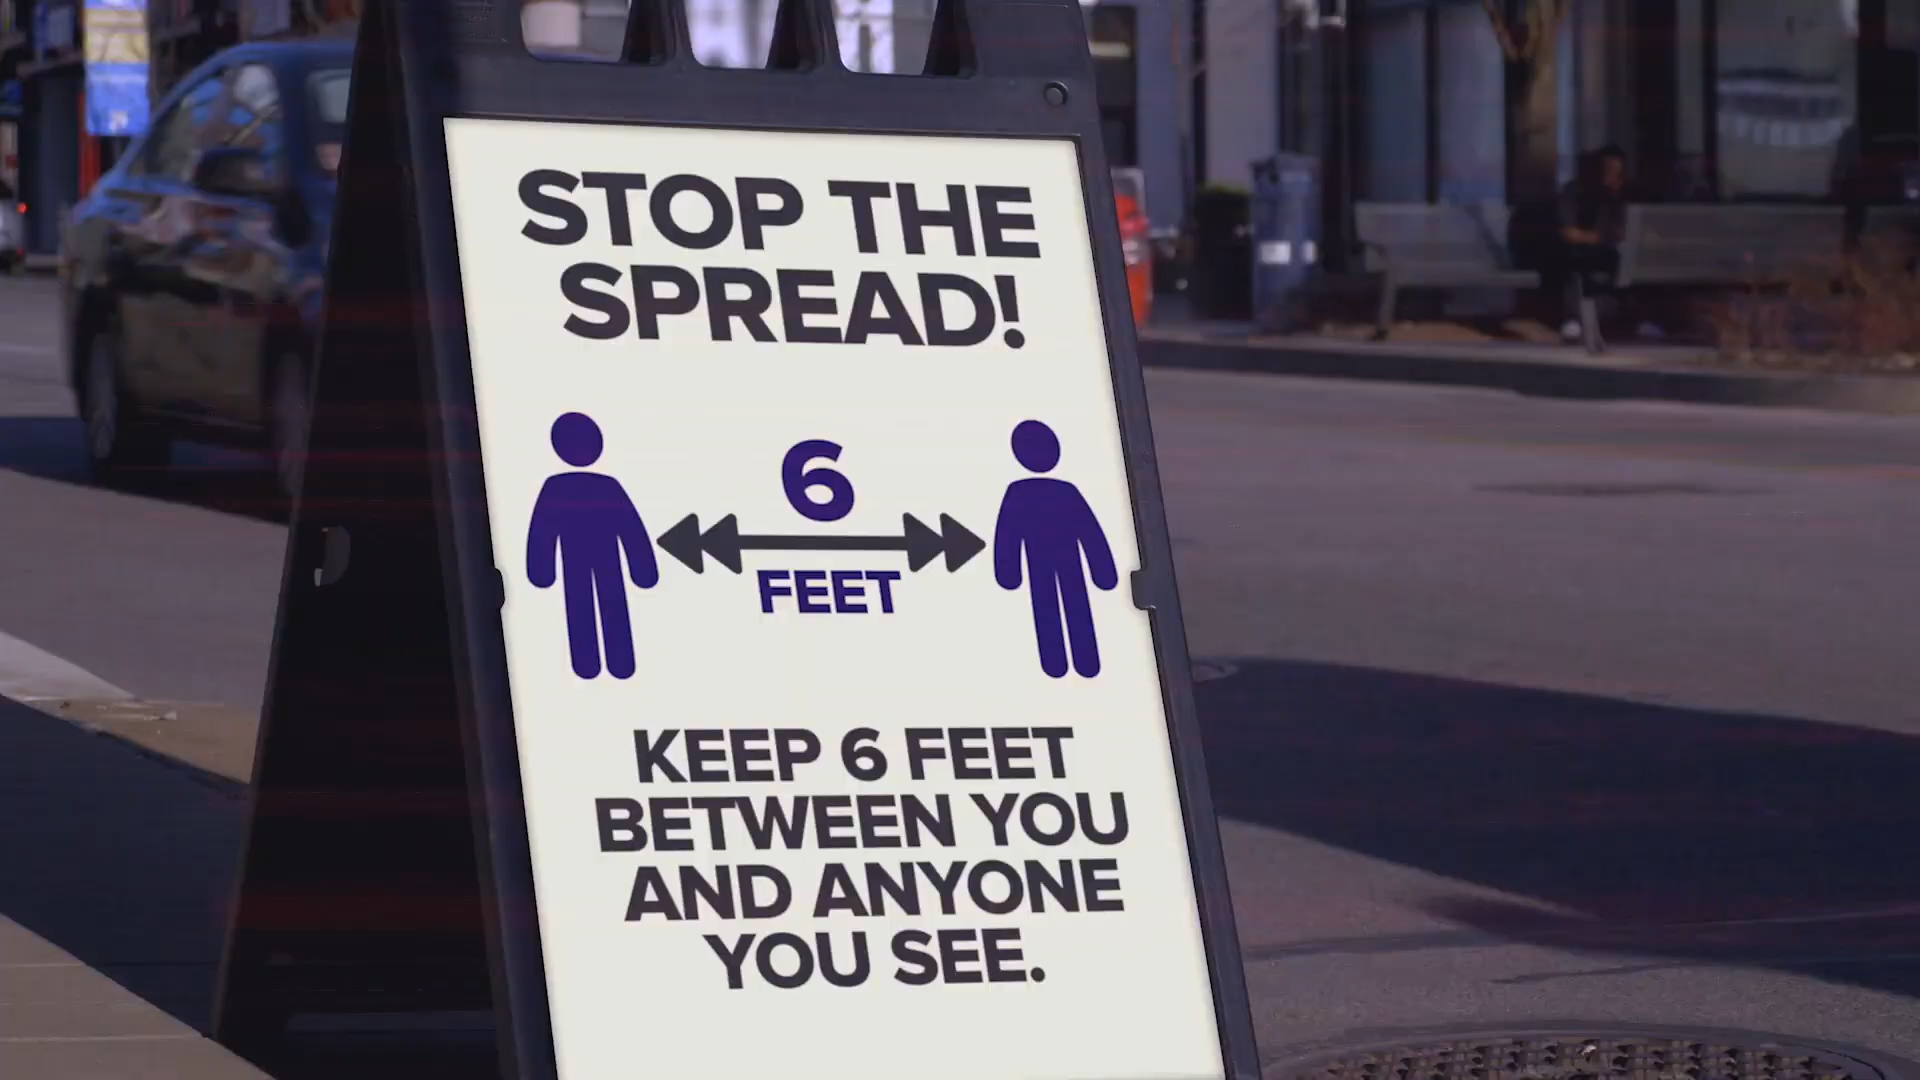 STOP THE
SPREAD!
6
FEET
KEEP 6 FEET
BETWEEN YOU
AND ANYONE
YOU SEE.